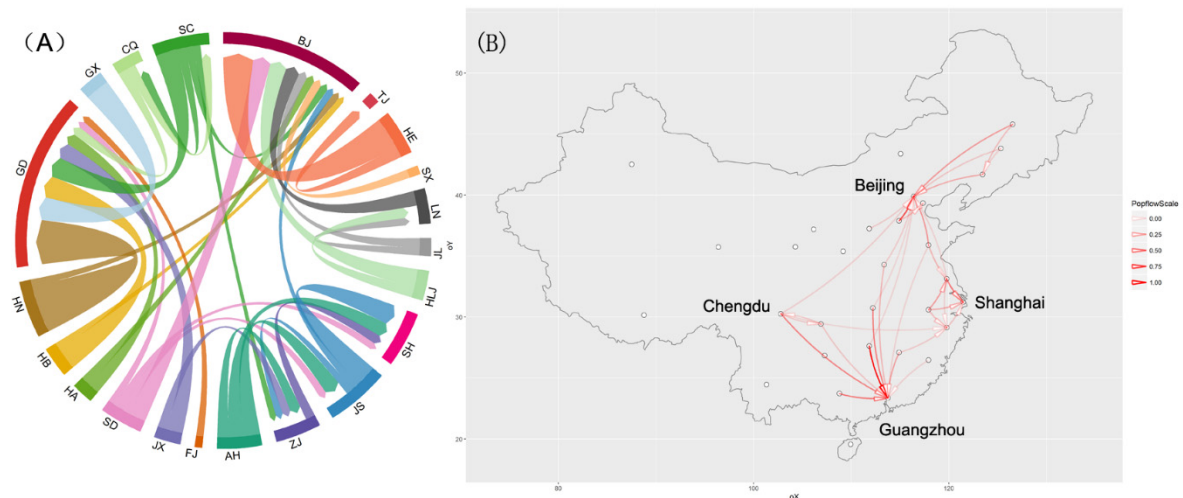 (A)
SC
BJ
TJ
HE
SX
LN
JL
HLJ
SH
JS
ZJ
AH
FJ
JX
SD
HA
HB
HN
GD
GX
CQ
oY
(B)
50
40
30
20
80
100
120
oX
Beijing
Chengdu
Shanghai
Guangzhou
PopflowScale
0.00
0.25
0.50
0.75
1.00